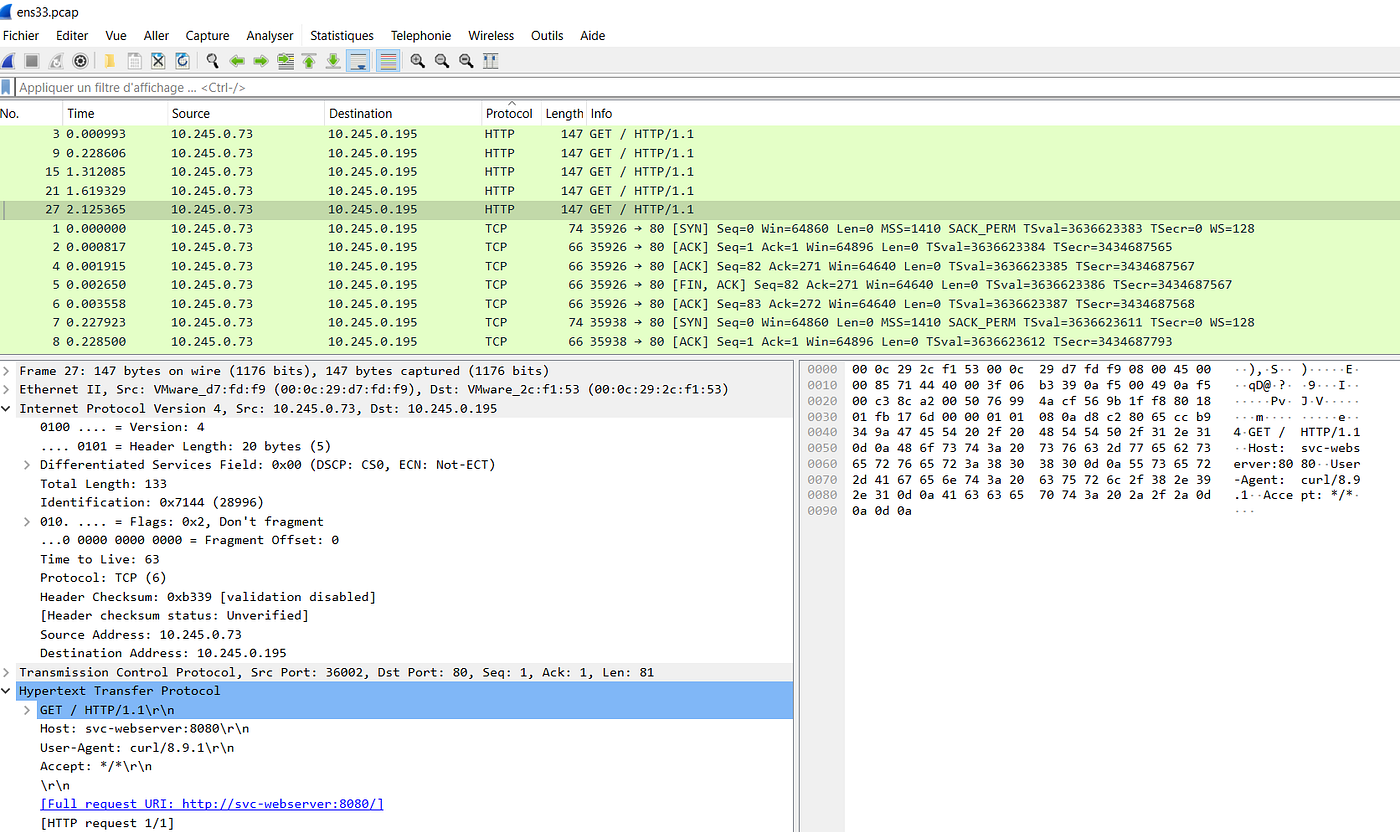 ens33.pcap
Fichier Editer Vue Aller Capture Analyser Statistiques Telephonie Wireless Outils Aide
Appliquer un filtre d'affichage … <Ctrl-/>
No. Time Source Destination Protocol Length Info
3 0.000993 10.245.0.73 10.245.0.195 HTTP 147 GET / HTTP/1.1
9 0.228606 10.245.0.73 10.245.0.195 HTTP 147 GET / HTTP/1.1
15 1.312085 10.245.0.73 10.245.0.195 HTTP 147 GET / HTTP/1.1
21 1.619329 10.245.0.73 10.245.0.195 HTTP 147 GET / HTTP/1.1
27 2.125365 10.245.0.73 10.245.0.195 HTTP 147 GET / HTTP/1.1
1 0.000000 10.245.0.73 10.245.0.195 TCP 74 35926 → 80 [SYN] Seq=0 Win=64860 Len=0 MSS=1410 SACK_PERM TSval=3636623383 TSecr=0 WS=128
2 0.000817 10.245.0.73 10.245.0.195 TCP 66 35926 → 80 [ACK] Seq=1 Ack=1 Win=64896 Len=0 TSval=3636623384 TSecr=3434687565
4 0.001915 10.245.0.73 10.245.0.195 TCP 66 35926 → 80 [ACK] Seq=82 Ack=271 Win=64640 Len=0 TSval=3636623385 TSecr=3434687567
5 0.002650 10.245.0.73 10.245.0.195 TCP 66 35926 → 80 [FIN, ACK] Seq=82 Ack=271 Win=64640 Len=0 TSval=3636623386 TSecr=3434687567
6 0.003558 10.245.0.73 10.245.0.195 TCP 66 35926 → 80 [ACK] Seq=83 Ack=272 Win=64640 Len=0 TSval=3636623387 TSecr=3434687568
7 0.227923 10.245.0.73 10.245.0.195 TCP 74 35938 → 80 [SYN] Seq=0 Win=64860 Len=0 MSS=1410 SACK_PERM TSval=3636623611 TSecr=0 WS=128
8 0.228500 10.245.0.73 10.245.0.195 TCP 66 35938 → 80 [ACK] Seq=1 Ack=1 Win=64896 Len=0 TSval=3636623612 TSecr=3434687793
Frame 27: 147 bytes on wire (1176 bits), 147 bytes captured (1176 bits)
Ethernet II, Src: VMware_d7:fd:f9 (00:0c:29:d7:fd:f9), Dst: VMware_2c:f1:53 (00:0c:29:2c:f1:53)
Internet Protocol Version 4, Src: 10.245.0.73, Dst: 10.245.0.195
0100 .... = Version: 4
.... 0101 = Header Length: 20 bytes (5)
Differentiated Services Field: 0x00 (DSCP: CS0, ECN: Not-ECT)
Total Length: 133
Identification: 0x7144 (28996)
010. .... = Flags: 0x2, Don't fragment
...0 0000 0000 0000 = Fragment Offset: 0
Time to Live: 63
Protocol: TCP (6)
Header Checksum: 0xb339 [validation disabled]
[Header checksum status: Unverified]
Source Address: 10.245.0.73
Destination Address: 10.245.0.195
Transmission Control Protocol, Src Port: 36002, Dst Port: 80, Seq: 1, Ack: 1, Len: 81
Hypertext Transfer Protocol
GET / HTTP/1.1\r\n
Host: svc-webserver:8080\r\n
User-Agent: curl/8.9.1\r\n
Accept: */*\r\n
\r\n
[Full request URI: http://svc-webserver:8080/]
[HTTP request 1/1]
0000 00 0c 29 2c f1 53 00 0c 29 d7 fd f9 08 00 45 00 ··),·S·· )·····E·
0010 00 85 71 44 40 00 3f 06 b3 39 0a f5 00 49 0a f5 ··qD@·?· ·9···I··
0020 00 c3 8c a2 00 50 76 99 4a cf 56 9b 1f f8 80 18 ·····Pv· J·V·····
0030 01 fb 17 6d 00 00 01 01 08 0a d8 c2 80 65 cc b9 ···m···· ·····e··
0040 34 9a 47 45 54 20 2f 20 48 54 54 50 2f 31 2e 31 4·GET / HTTP/1.1
0050 0d 0a 48 6f 73 74 3a 20 73 76 63 2d 77 65 62 73 ··Host: svc-webs
0060 65 72 76 65 72 3a 38 30 38 30 0d 0a 55 73 65 72 erver:80 80··User
0070 2d 41 67 65 6e 74 3a 20 63 75 72 6c 2f 38 2e 39 -Agent: curl/8.9
0080 2e 31 0d 0a 41 63 63 65 70 74 3a 20 2a 2f 2a 0d .1··Acce pt: */*·
0090 0a 0d 0a ···